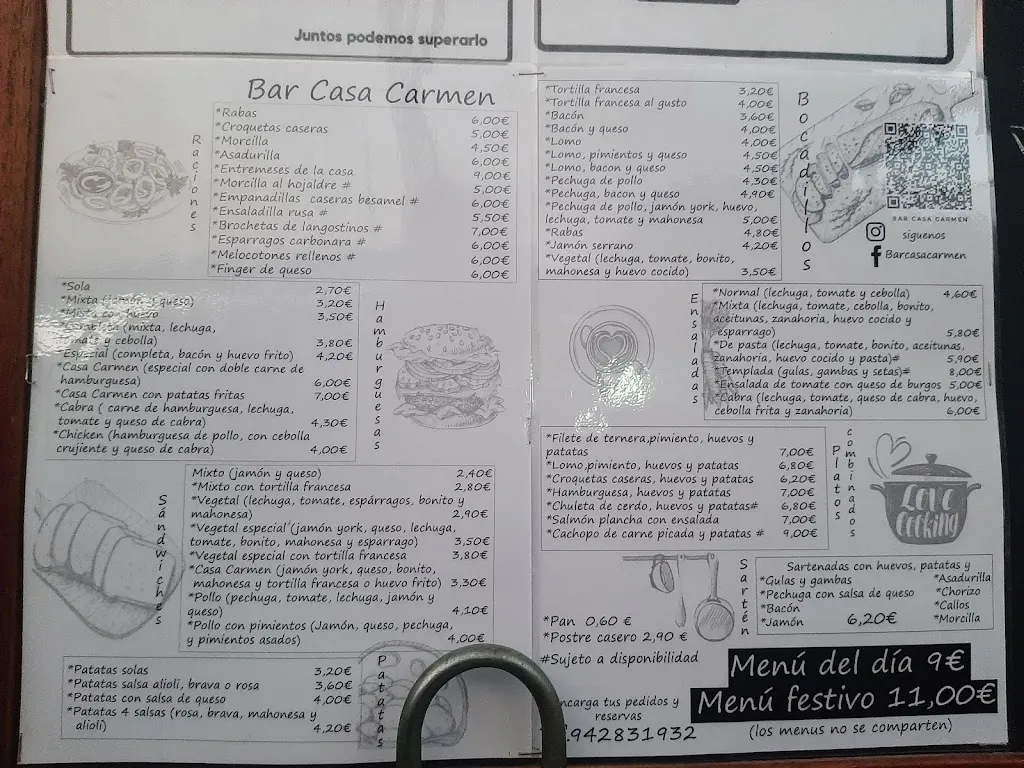 Juntos podemos superarlo
Bar Casa Carmen
Raciones
*Rabas 6,00€
*Croquetas caseras 5,00€
*Morcilla 4,50€
*Asadurilla 6,00€
*Entremeses de la casa 9,00€
*Morcilla al hojaldre # 5,00€
*Empanadillas caseras besamel # 6,00€
*Ensaladilla rusa # 5,50€
*Brochetas de langostinos # 7,00€
*Esparragos carbonara # 6,00€
*Melocotones rellenos # 6,00€
*Finger de queso 6,00€
Hamburguesas
*Sola 2,70€
*Mixta (jamón y queso) 3,20€
*Mixta con huevo 3,50€
*Completa (mixta, lechuga,
tomate y cebolla) 3,80€
*Especial (completa, bacón y huevo frito) 4,20€
*Casa Carmen (especial con doble carne de
hamburguesa) 6,00€
*Casa Carmen con patatas fritas 7,00€
*Cabra ( carne de hamburguesa, lechuga,
tomate y queso de cabra) 4,30€
*Chicken (hamburguesa de pollo, con cebolla
crujiente y queso de cabra) 4,00€
Sándwiches
Mixto (jamón y queso) 2,40€
*Mixto con tortilla francesa 2,80€
*Vegetal (lechuga, tomate, espárragos, bonito y
mahonesa) 2,90€
*Vegetal especial (jamón york, queso, lechuga,
tomate, bonito, mahonesa y esparrago) 3,50€
*Vegetal especial con tortilla francesa 3,80€
*Casa Carmen (jamón york, queso, bonito,
mahonesa y tortilla francesa o huevo frito) 3,30€
*Pollo (pechuga, tomate, lechuga, jamón y
queso) 4,10€
*Pollo con pimientos (Jamón, queso, pechuga,
y pimientos asados) 4,00€
Patatas
*Patatas solas 3,20€
*Patatas salsa alioli, brava o rosa 3,60€
*Patatas con salsa de queso 4,00€
*Patatas 4 salsas (rosa, brava, mahonesa y
alioli) 4,20€
Bocadillos
*Tortilla francesa 3,20€
*Tortilla francesa al gusto 4,00€
*Bacón 3,60€
*Bacón y queso 4,00€
*Lomo 4,00€
*Lomo, pimientos y queso 4,50€
*Lomo, bacon y queso 4,50€
*Pechuga de pollo 4,30€
*Pechuga, bacon y queso 4,90€
*Pechuga de pollo, jamón york, huevo,
lechuga, tomate y mahonesa 5,00€
*Rabas 4,80€
*Jamón serrano 4,20€
*Vegetal (lechuga, tomate, bonito,
mahonesa y huevo cocido) 3,50€
BAR CASA CARMEN
siguenos
Barcasacarmen
Ensaladas
*Normal (lechuga, tomate y cebolla) 4,60€
*Mixta (lechuga, tomate, cebolla, bonito,
aceitunas, zanahoria, huevo cocido y
esparrago) 5,80€
*De pasta (lechuga, tomate, bonito, aceitunas,
zanahoria, huevo cocido y pasta)# 5,90€
*Templada (gulas, gambas y setas)# 8,00€
*Ensalada de tomate con queso de burgos 5,00€
*Cabra (lechuga, tomate, queso de cabra, huevo,
cebolla frita y zanahoria) 6,00€
Platos combinados
*Filete de ternera,pimiento, huevos y
patatas 7,00€
*Lomo,pimiento, huevos y patatas 6,80€
*Croquetas caseras, huevos y patatas 6,20€
*Hamburguesa, huevos y patatas 7,00€
*Chuleta de cerdo, huevos y patatas# 6,80€
*Salmón plancha con ensalada 7,00€
*Cachopo de carne picada y patatas # 9,00€
LOVE
COOKING
Sartén
Sartenadas con huevos, patatas y
*Gulas y gambas
*Pechuga con salsa de queso
*Bacón
*Jamón
6,20€
*Asadurilla
*Chorizo
*Callos
*Morcilla
*Pan 0,60 €
*Postre casero 2,90 €
#Sujeto a disponibilidad
Menú del día 9€
Menú festivo 11,00€
(los menus no se comparten)
ncarga tus pedidos y
reservas
942831932